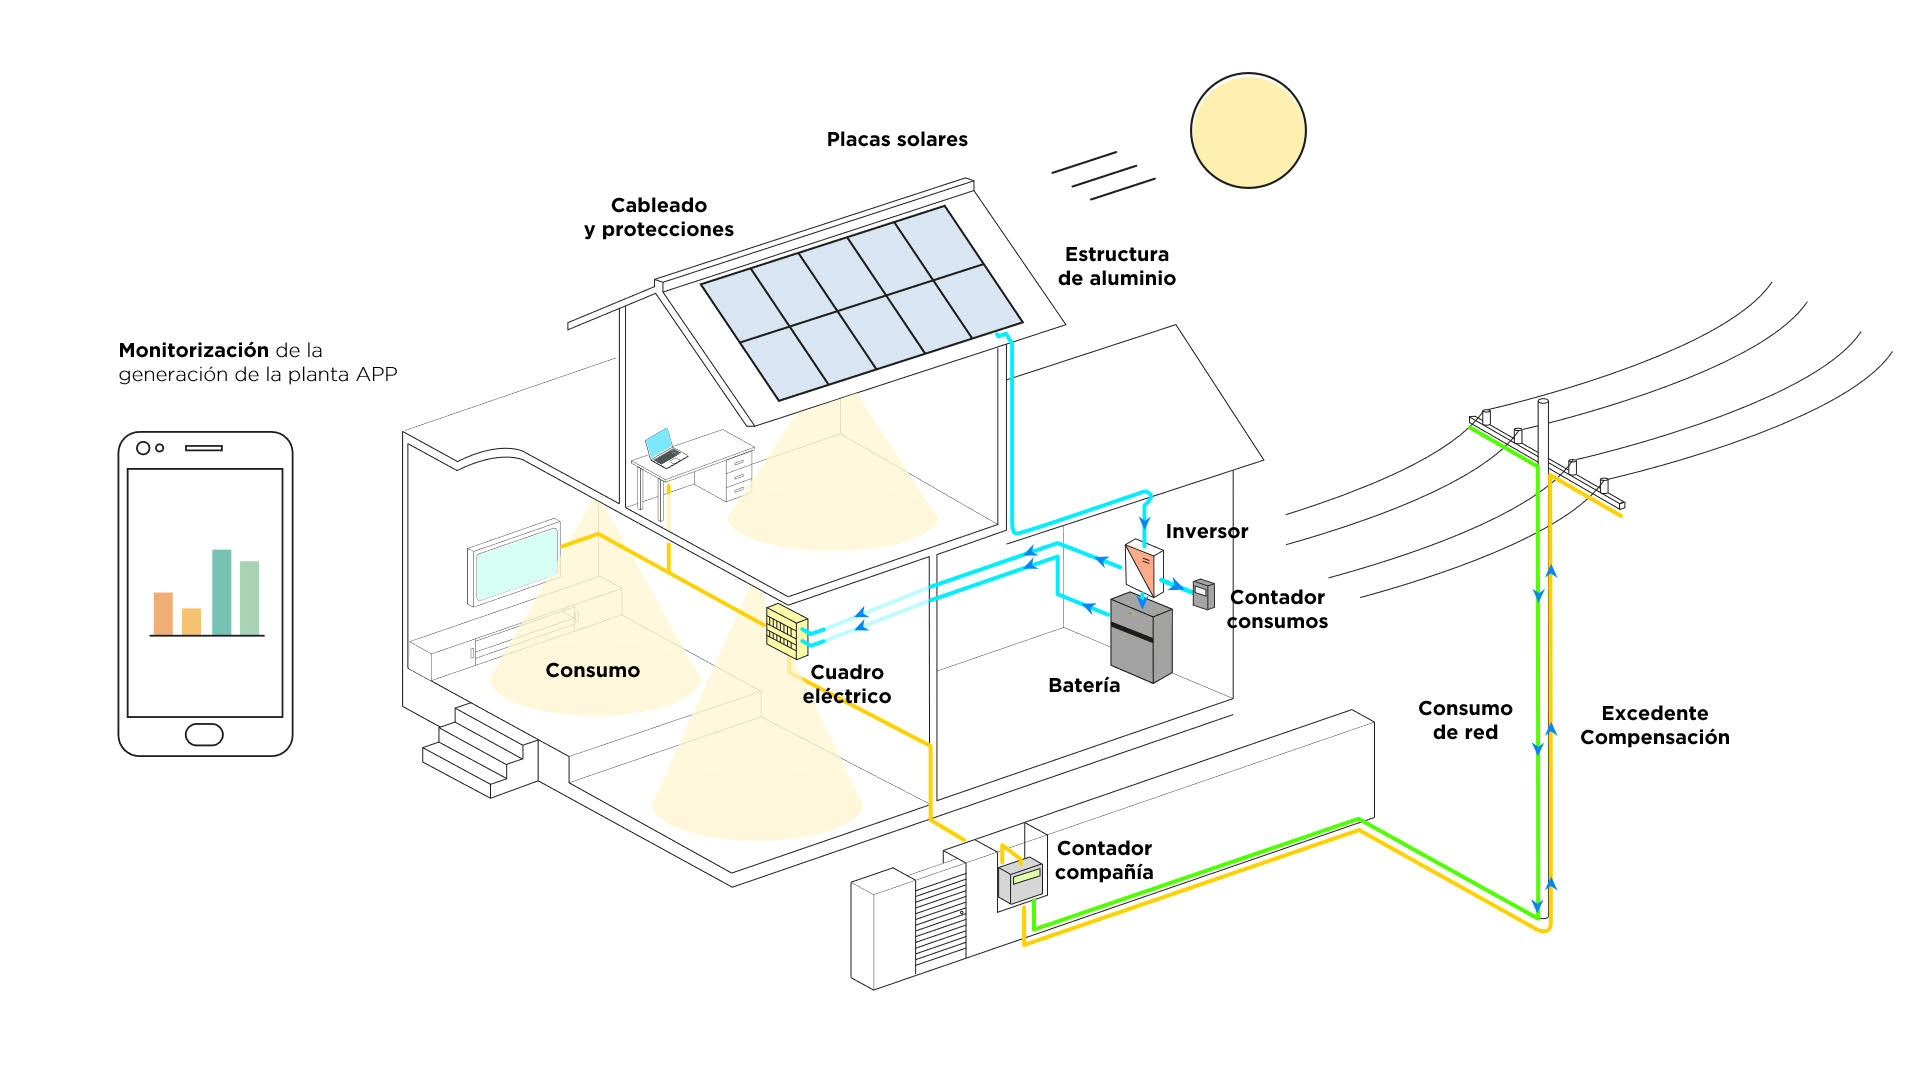 Placas solares
Cableado
y protecciones
Estructura
de aluminio
Monitorización de la
generación de la planta APP
Inversor
Contador
consumos
Consumo
Cuadro
eléctrico
Batería
Consumo
de red
Excedente
Compensación
Contador
compañía